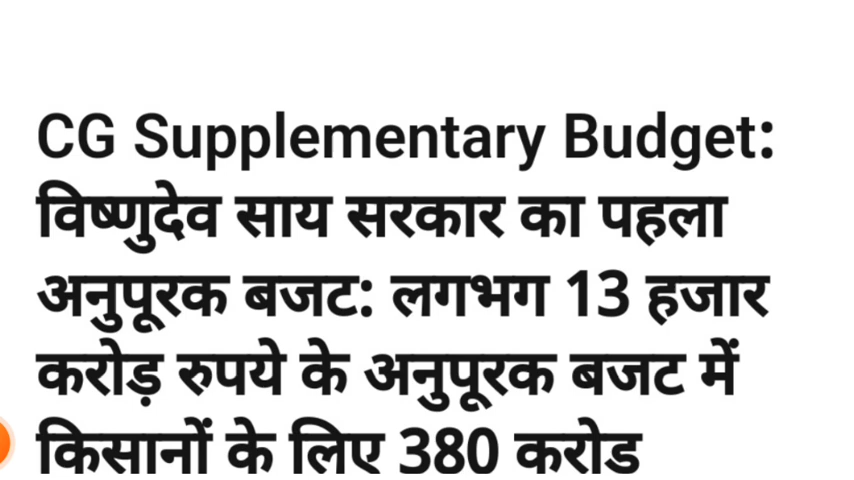 CG Supplementary Budget:
विष्णुदेव साय सरकार का पहला
अनुपूरक बजट: लगभग 13 हजार
करोड़ रुपये के अनुपूरक बजट में
किसानों के लिए 380 करोड